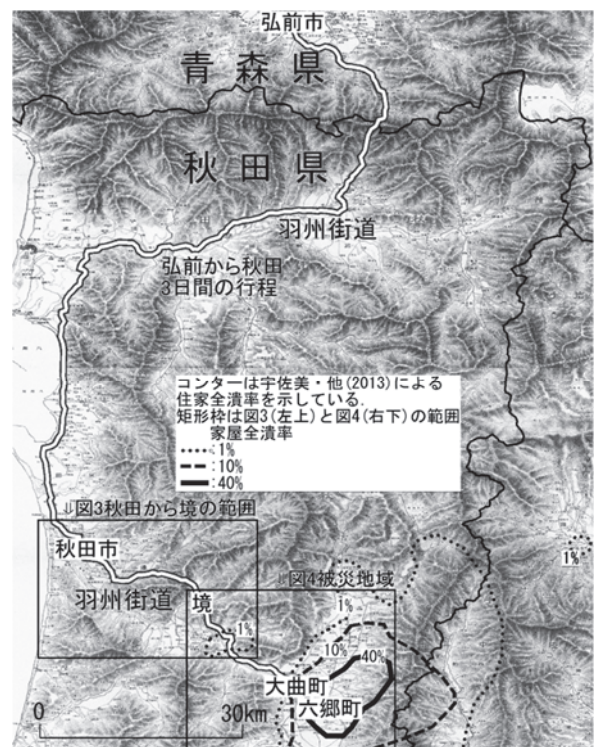 弘前市
青森県
秋田県
羽州街道
弘前から秋田
3日間の行程
コンターは宇佐美・他(2013)による
住家全潰率を示している.
矩形枠は図3(左上)と図4(右下)の範囲
家屋全潰率
:1%
:10%
:40%
⇓図3秋田から境の範囲
秋田市
1%
羽州街道
境
⇓図4被災地域
1%
1%
10%
40%
大曲町
六郷町
0 30km